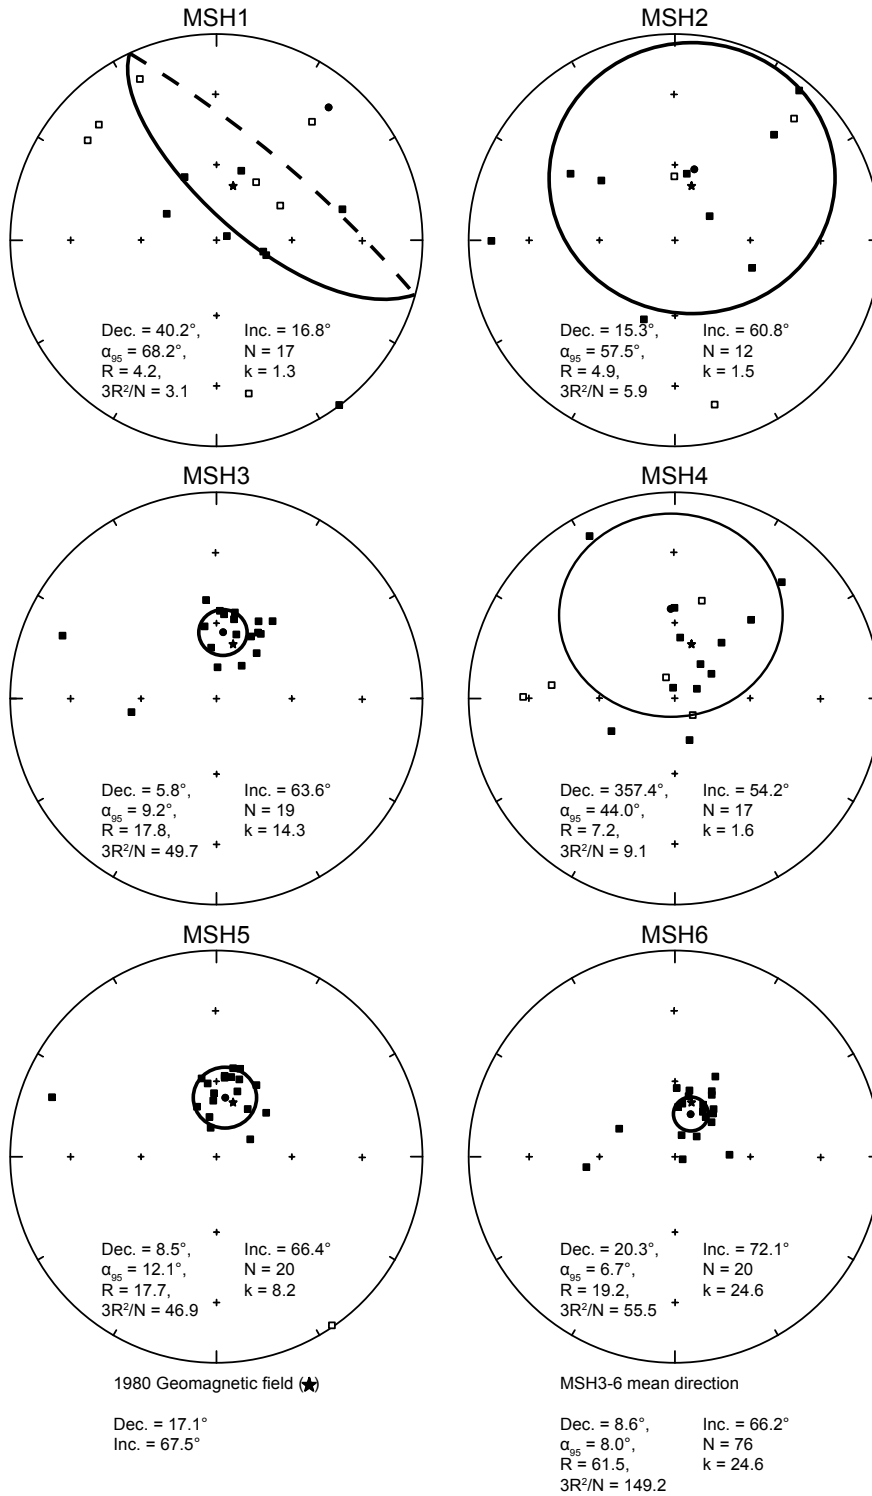 MSH1
MSH2
Dec. = 40.2°, Inc. = 16.8°
α95 = 68.2°, N = 17
R = 4.2, k = 1.3
3R²/N = 3.1
Dec. = 15.3°, Inc. = 60.8°
α95 = 57.5°, N = 12
R = 4.9, k = 1.5
3R²/N = 5.9
MSH3
MSH4
Dec. = 5.8°, Inc. = 63.6°
α95 = 9.2°, N = 19
R = 17.8, k = 14.3
3R²/N = 49.7
Dec. = 357.4°, Inc. = 54.2°
α95 = 44.0°, N = 17
R = 7.2, k = 1.6
3R²/N = 9.1
MSH5
MSH6
Dec. = 8.5°, Inc. = 66.4°
α95 = 12.1°, N = 20
R = 17.7, k = 8.2
3R²/N = 46.9
Dec. = 20.3°, Inc. = 72.1°
α95 = 6.7°, N = 20
R = 19.2, k = 24.6
3R²/N = 55.5
1980 Geomagnetic field (★)
Dec. = 17.1°
Inc. = 67.5°
MSH3-6 mean direction
Dec. = 8.6°, Inc. = 66.2°
α95 = 8.0°, N = 76
R = 61.5, k = 24.6
3R²/N = 149.2